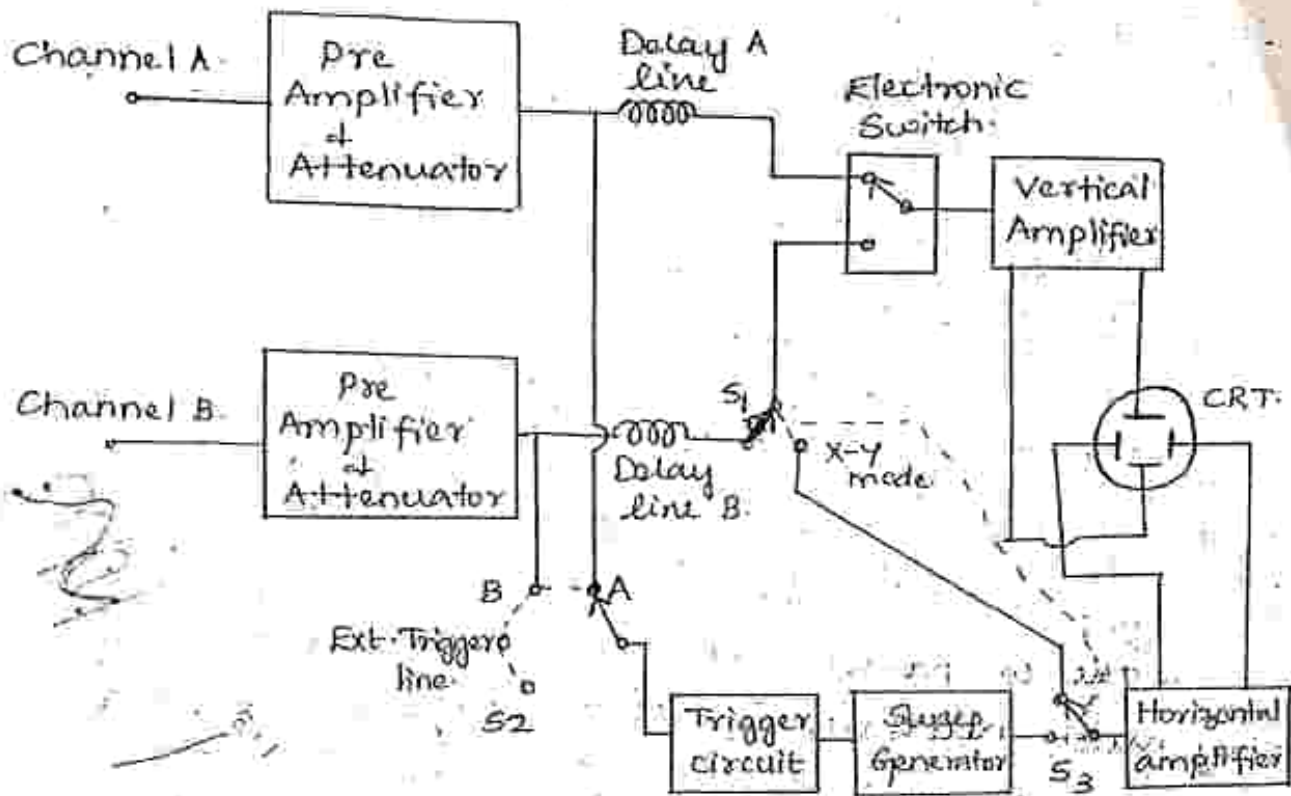 Channel A.
Pre
Amplifier
&
Attenuator
Delay A
line
Electronic
Switch.
Vertical
Amplifier
Channel B.
Pre
Amplifier
&
Attenuator
S1
Delay
line B.
X-Y
mode
CRT.
B
A
Ext. Trigger
line.
S2
Trigger
circuit
Generator
S3
Horizontal
amplifier